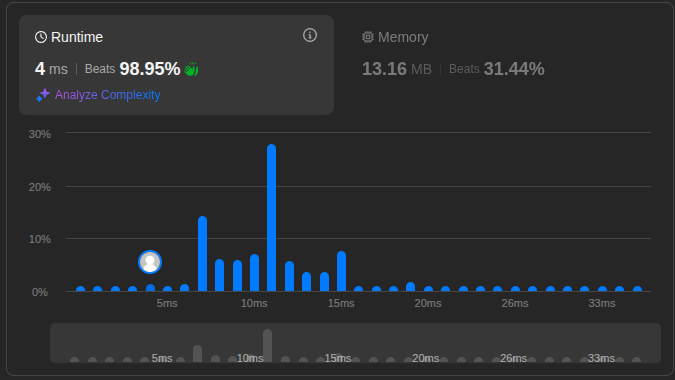 Runtime
4 ms | Beats 98.95%
Analyze Complexity
Memory
13.16 MB | Beats 31.44%
30%
20%
10%
0%
5ms 10ms 15ms 20ms 26ms 33ms
5ms 10ms 15ms 20ms 26ms 33ms